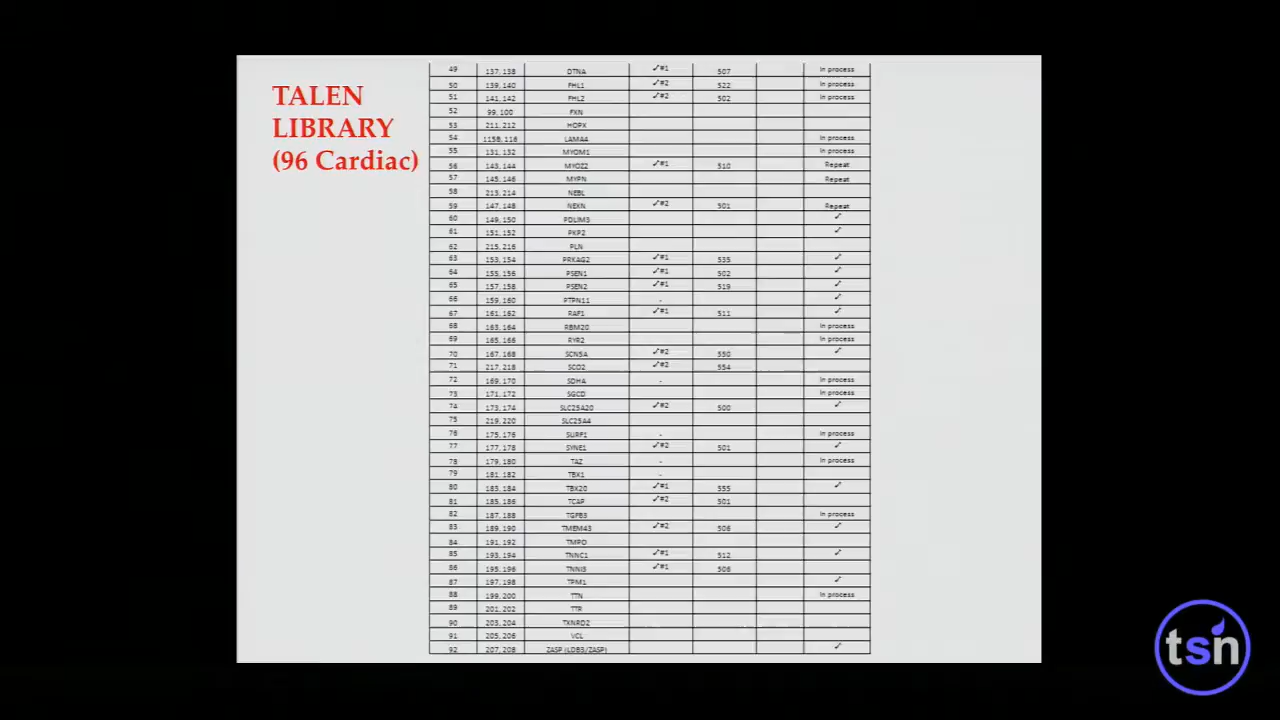 TALEN
LIBRARY
(96 Cardiac)
49 137, 138 DTNA ✓#1 507 In process
50 139, 140 FHL1 ✓#2 522 In process
51 141, 142 FHL2 ✓#2 502 In process
52 99, 100 FXN
53 211, 212 HOPX
54 115B, 116 LAMA4 In process
55 131, 132 MYOM1 In process
56 143, 144 MYOZ2 ✓#1 510 Repeat
57 145, 146 MYPN Repeat
58 213, 214 NEBL
59 147, 148 NEXN ✓#2 501 Repeat
60 149, 150 PDLIM3 ✓
61 151, 152 PKP2 ✓
62 215, 216 PLN
63 153, 154 PRKAG2 ✓#1 535 ✓
64 155, 156 PSEN1 ✓#1 502 ✓
65 157, 158 PSEN2 ✓#1 519 ✓
66 159, 160 PTPN11 - ✓
67 161, 162 RAF1 ✓#1 511 ✓
68 163, 164 RBM20 In process
69 165, 166 RYR2 In process
70 167, 168 SCN5A ✓#2 550 ✓
71 217, 218 SCO2 ✓#2 554
72 169, 170 SDHA - In process
73 171, 172 SGCD In process
74 173, 174 SLC25A20 ✓#2 500 ✓
75 219, 220 SLC25A4
76 175, 176 SURF1 - In process
77 177, 178 SYNE1 ✓#2 501 ✓
78 179, 180 TAZ - In process
79 181, 182 TBX1 -
80 183, 184 TBX20 ✓#1 555 ✓
81 185, 186 TCAP ✓#2 501
82 187, 188 TGFB3 In process
83 189, 190 TMEM43 ✓#2 506 ✓
84 191, 192 TMPO
85 193, 194 TNNC1 ✓#1 512 ✓
86 195, 196 TNNI3 ✓#1 506
87 197, 198 TPM1 ✓
88 199, 200 TTN In process
89 201, 202 TTR
90 203, 204 TXNRD2
91 205, 206 VCL
92 207, 208 ZASP (LDB3/ZASP) ✓
tsn